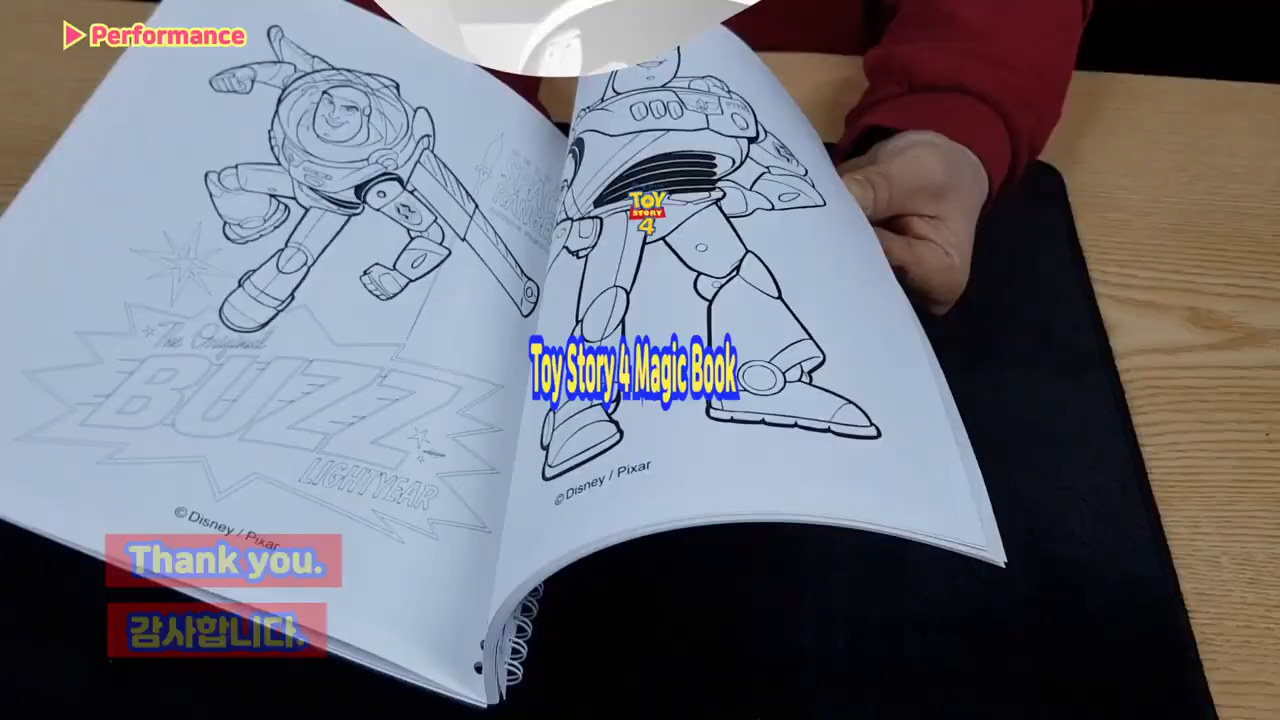 Performance
TOY
STORY
4
Toy Story 4 Magic Book
The Original
BUZZ
LIGHTYEAR
©Disney / Pixar
©Disney / Pixar
Thank you.
감사합니다.